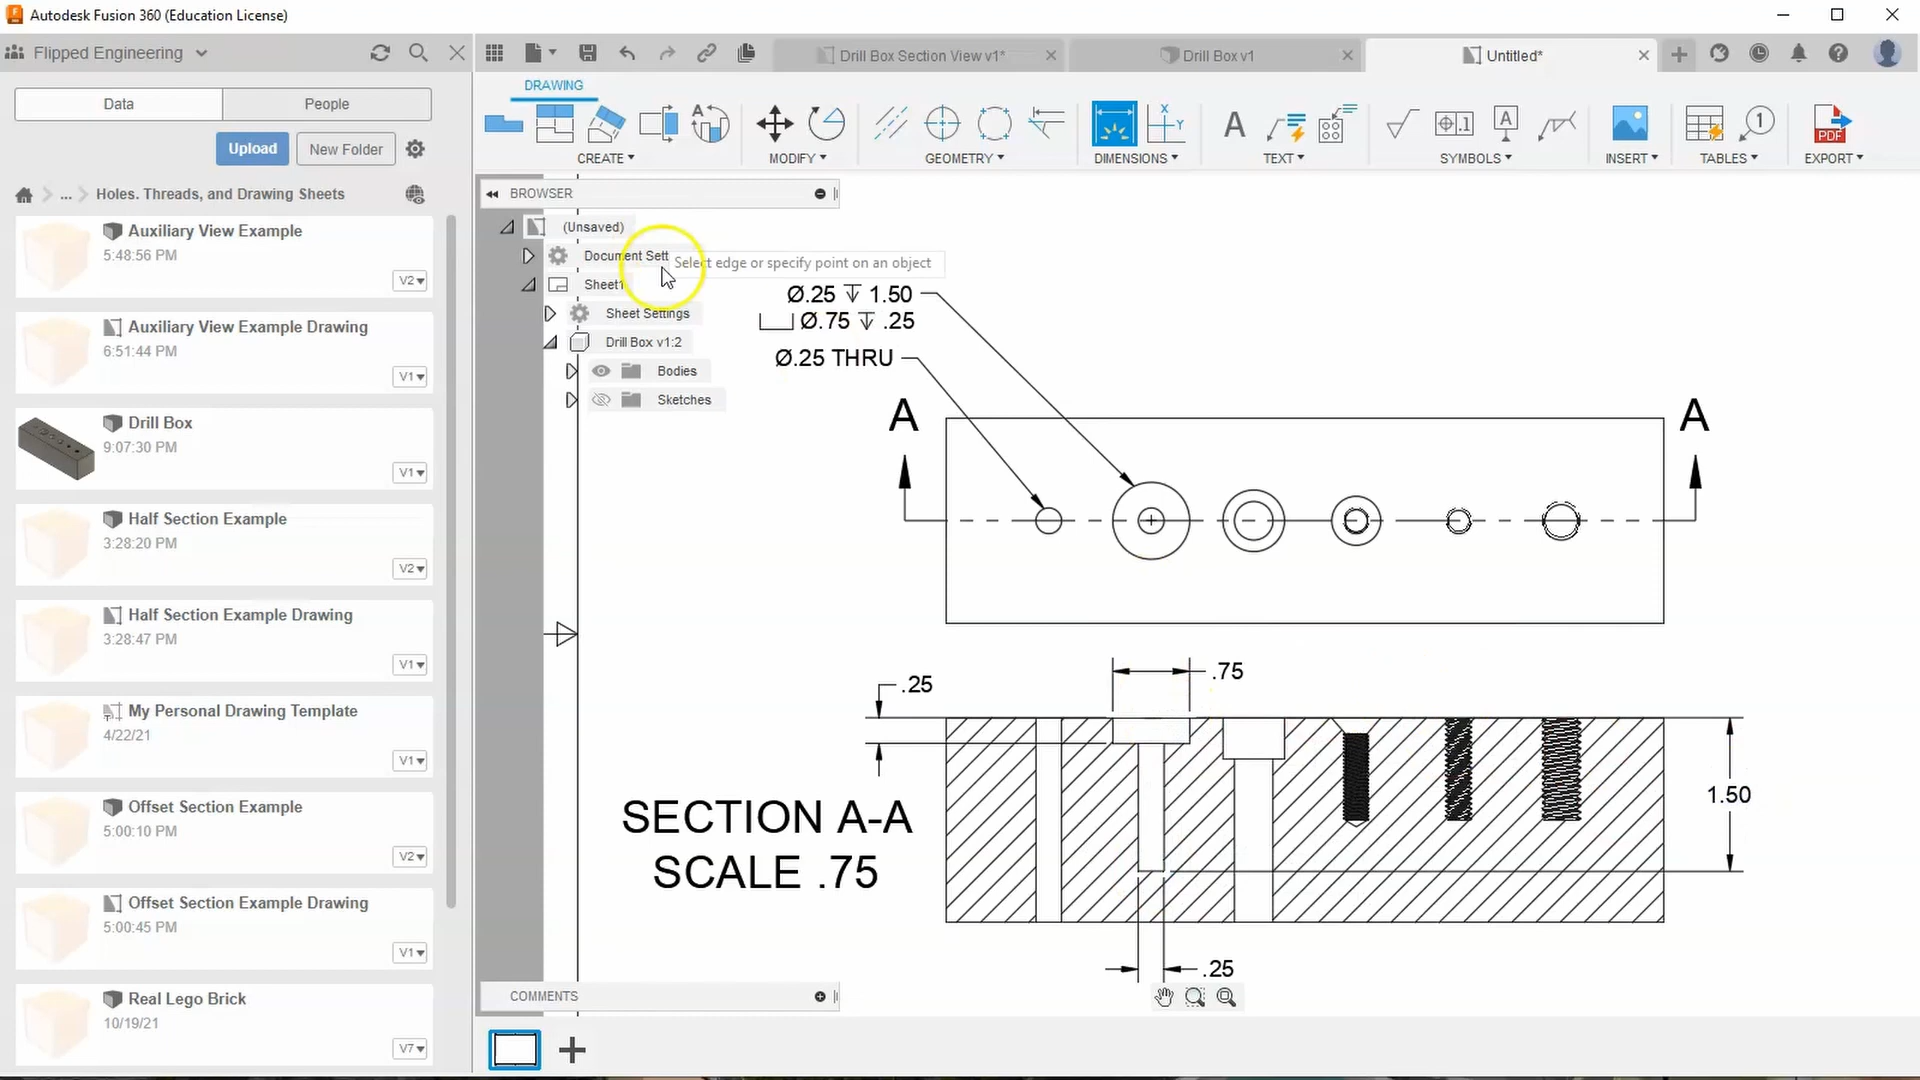 Autodesk Fusion 360 (Education License)
Flipped Engineering
Drill Box Section View v1*
Drill Box v1
Untitled*
Data
People
Upload
New Folder
Holes. Threads, and Drawing Sheets
...
Auxiliary View Example
5:48:56 PM
V2
Auxiliary View Example Drawing
6:51:44 PM
V1
Drill Box
9:07:30 PM
V1
Half Section Example
3:28:20 PM
V2
Half Section Example Drawing
3:28:47 PM
V1
My Personal Drawing Template
4/22/21
V1
Offset Section Example
5:00:10 PM
V2
Offset Section Example Drawing
5:00:45 PM
V1
Real Lego Brick
10/19/21
V7
DRAWING
CREATE
MODIFY
GEOMETRY
DIMENSIONS
TEXT
SYMBOLS
INSERT
TABLES
EXPORT
PDF
BROWSER
(Unsaved)
Document Sett
Select edge or specify point on an object
Sheet1
Sheet Settings
Drill Box v1:2
Bodies
Sketches
Ø.25 ↧ 1.50
⌴ Ø.75 ↧ .25
Ø.25 THRU
A A
.75
.25
1.50
SECTION A-A
SCALE .75
.25
COMMENTS